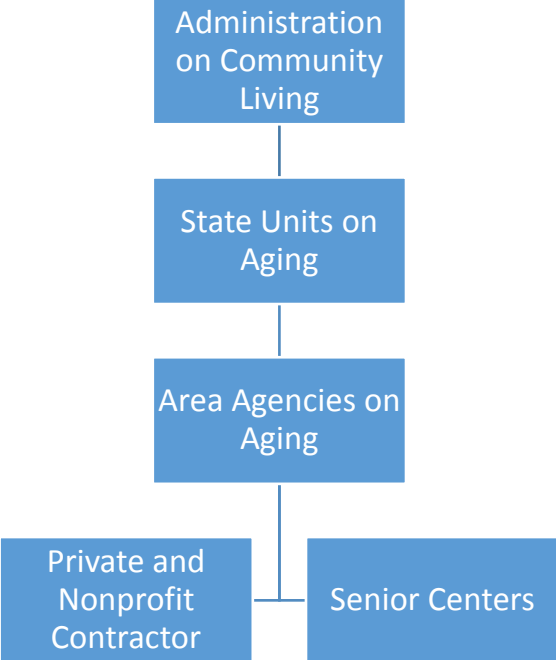 Administration
on Community
Living
State Units on
Aging
Area Agencies on
Aging
Private and
Nonprofit
Contractor
Senior Centers